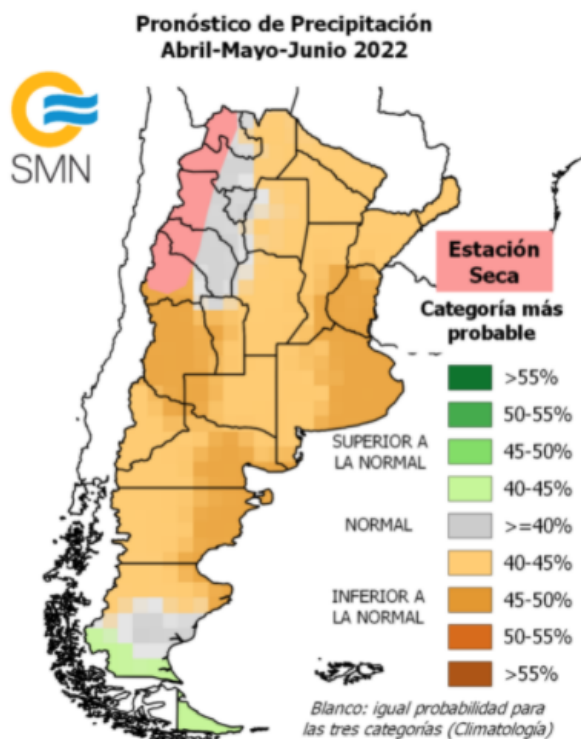 Pronóstico de Precipitación
Abril-Mayo-Junio 2022
SMN
Estación
Seca
Categoría más
probable
>55%
50-55%
SUPERIOR A
LA NORMAL
45-50%
40-45%
NORMAL
>=40%
40-45%
INFERIOR A
LA NORMAL
45-50%
50-55%
>55%
Blanco: igual probabilidad para
las tres categorías (Climatología)